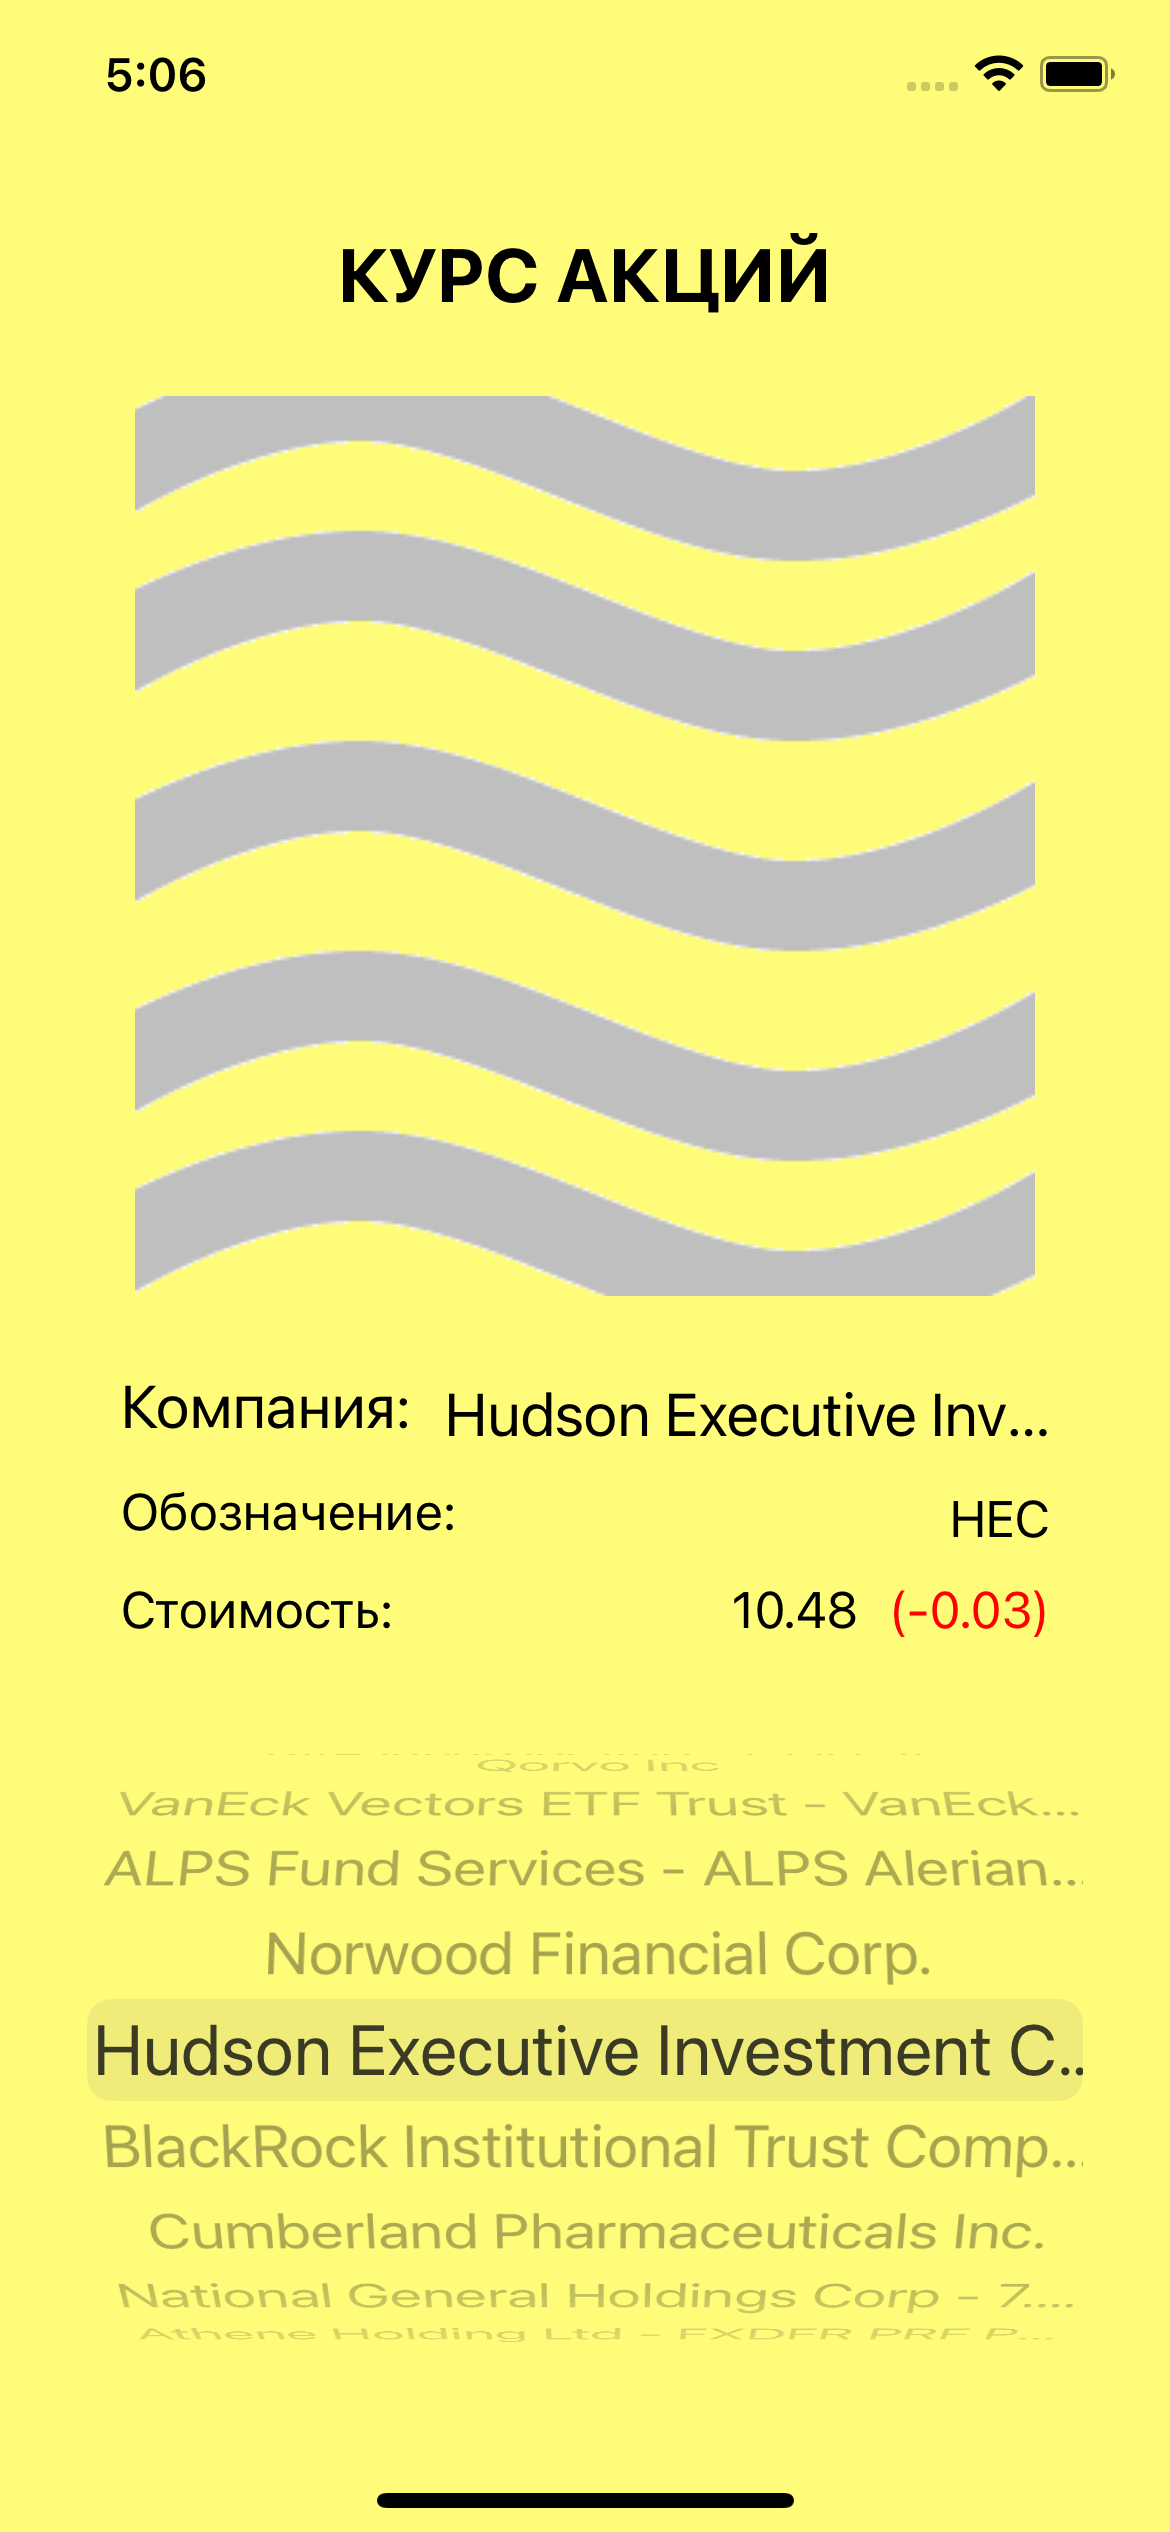 5:06
КУРС АКЦИЙ
Компания: Hudson Executive Inv...
Обозначение: HEC
Стоимость: 10.48 (-0.03)
Qorvo Inc
VanEck Vectors ETF Trust - VanEck...
ALPS Fund Services - ALPS Alerian...
Norwood Financial Corp.
Hudson Executive Investment C...
BlackRock Institutional Trust Comp...
Cumberland Pharmaceuticals Inc.
National General Holdings Corp - 7....
Athene Holding Ltd - FXDFR PRF P...